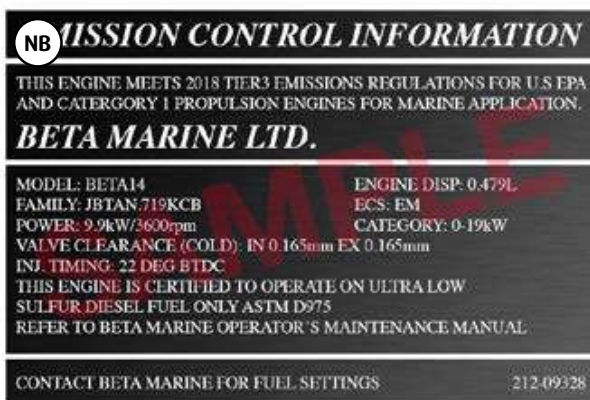 NB MISSION CONTROL INFORMATION
THIS ENGINE MEETS 2018 TIER3 EMISSIONS REGULATIONS FOR U.S EPA
AND CATERGORY 1 PROPULSION ENGINES FOR MARINE APPLICATION.
BETA MARINE LTD.
MODEL: BETA14 ENGINE DISP: 0.479L
FAMILY: JBTAN.719KCB ECS: EM
POWER: 9.9kW/3600rpm CATEGORY: 0-19kW
VALVE CLEARANCE (COLD): IN 0.165mm EX 0.165mm
INJ. TIMING: 22 DEG BTDC
THIS ENGINE IS CERTIFIED TO OPERATE ON ULTRA LOW
SULFUR DIESEL FUEL ONLY ASTM D975
REFER TO BETA MARINE OPERATOR'S MAINTENANCE MANUAL
SAMPLE
CONTACT BETA MARINE FOR FUEL SETTINGS 212-09328